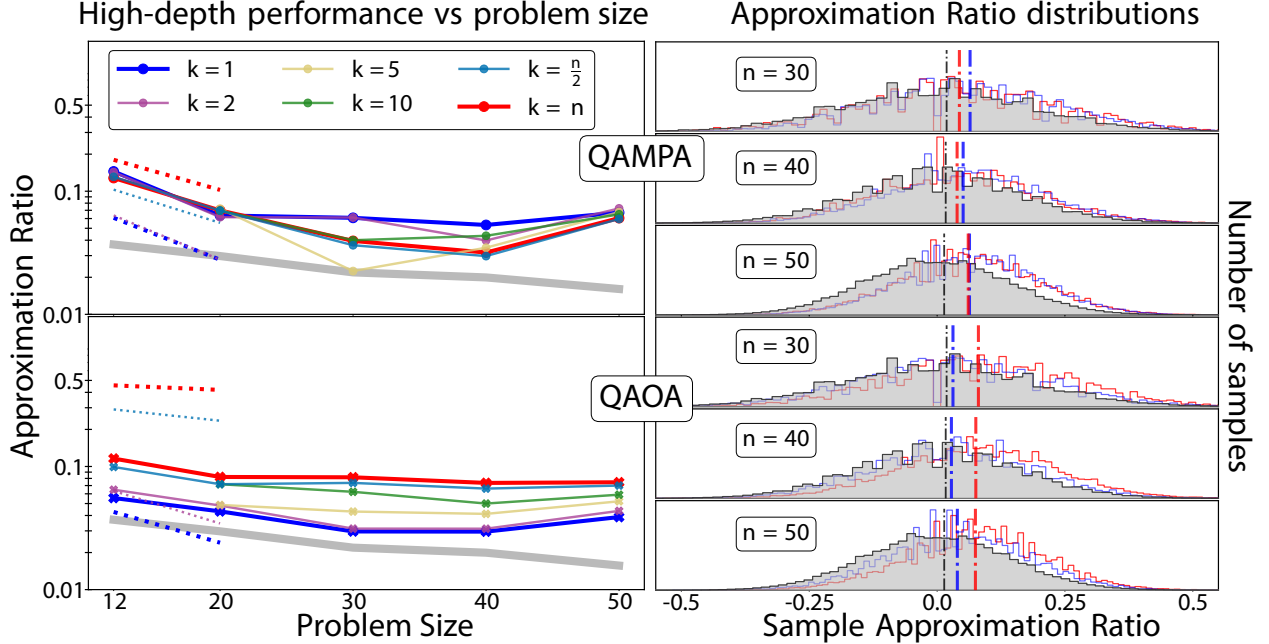 High-depth performance vs problem size
Approximation Ratio distributions
k = 1
k = 5
k = n/2
k = 2
k = 10
k = n
0.5
0.1
0.01
QAMPA
0.5
0.1
0.01
QAOA
Approximation Ratio
12
20
30
40
50
Problem Size
n = 30
n = 40
n = 50
n = 30
n = 40
n = 50
Number of samples
-0.5
-0.25
0.0
0.25
0.5
Sample Approximation Ratio